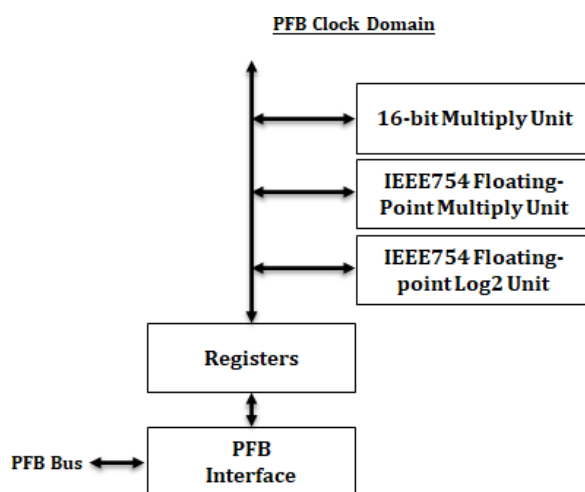 PFB Clock Domain
16-bit Multiply Unit
IEEE754 Floating-
Point Multiply Unit
IEEE754 Floating-
point Log2 Unit
Registers
PFB Bus
PFB
Interface